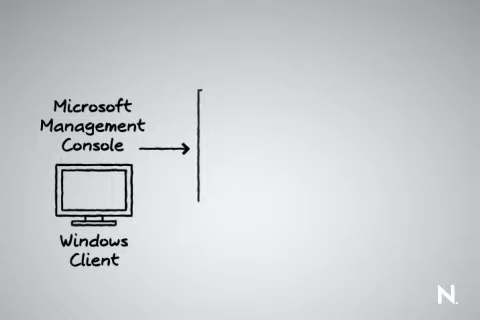 Microsoft
Management
Console
Windows
Client
N